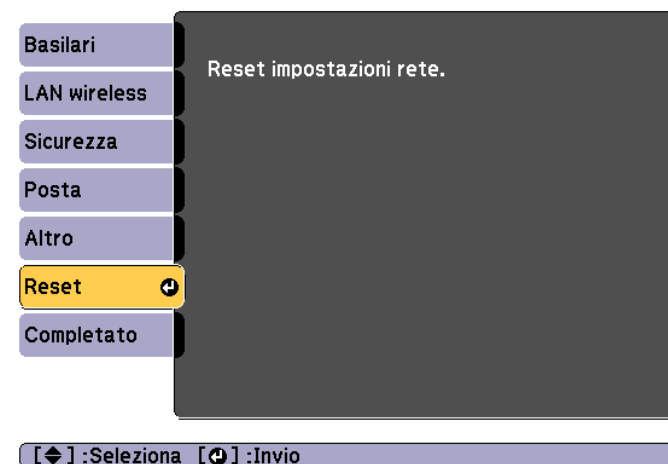 Basilari
Reset impostazioni rete.
LAN wireless
Sicurezza
Posta
Altro
Reset
Completato
[◆] :Seleziona [↵] :Invio